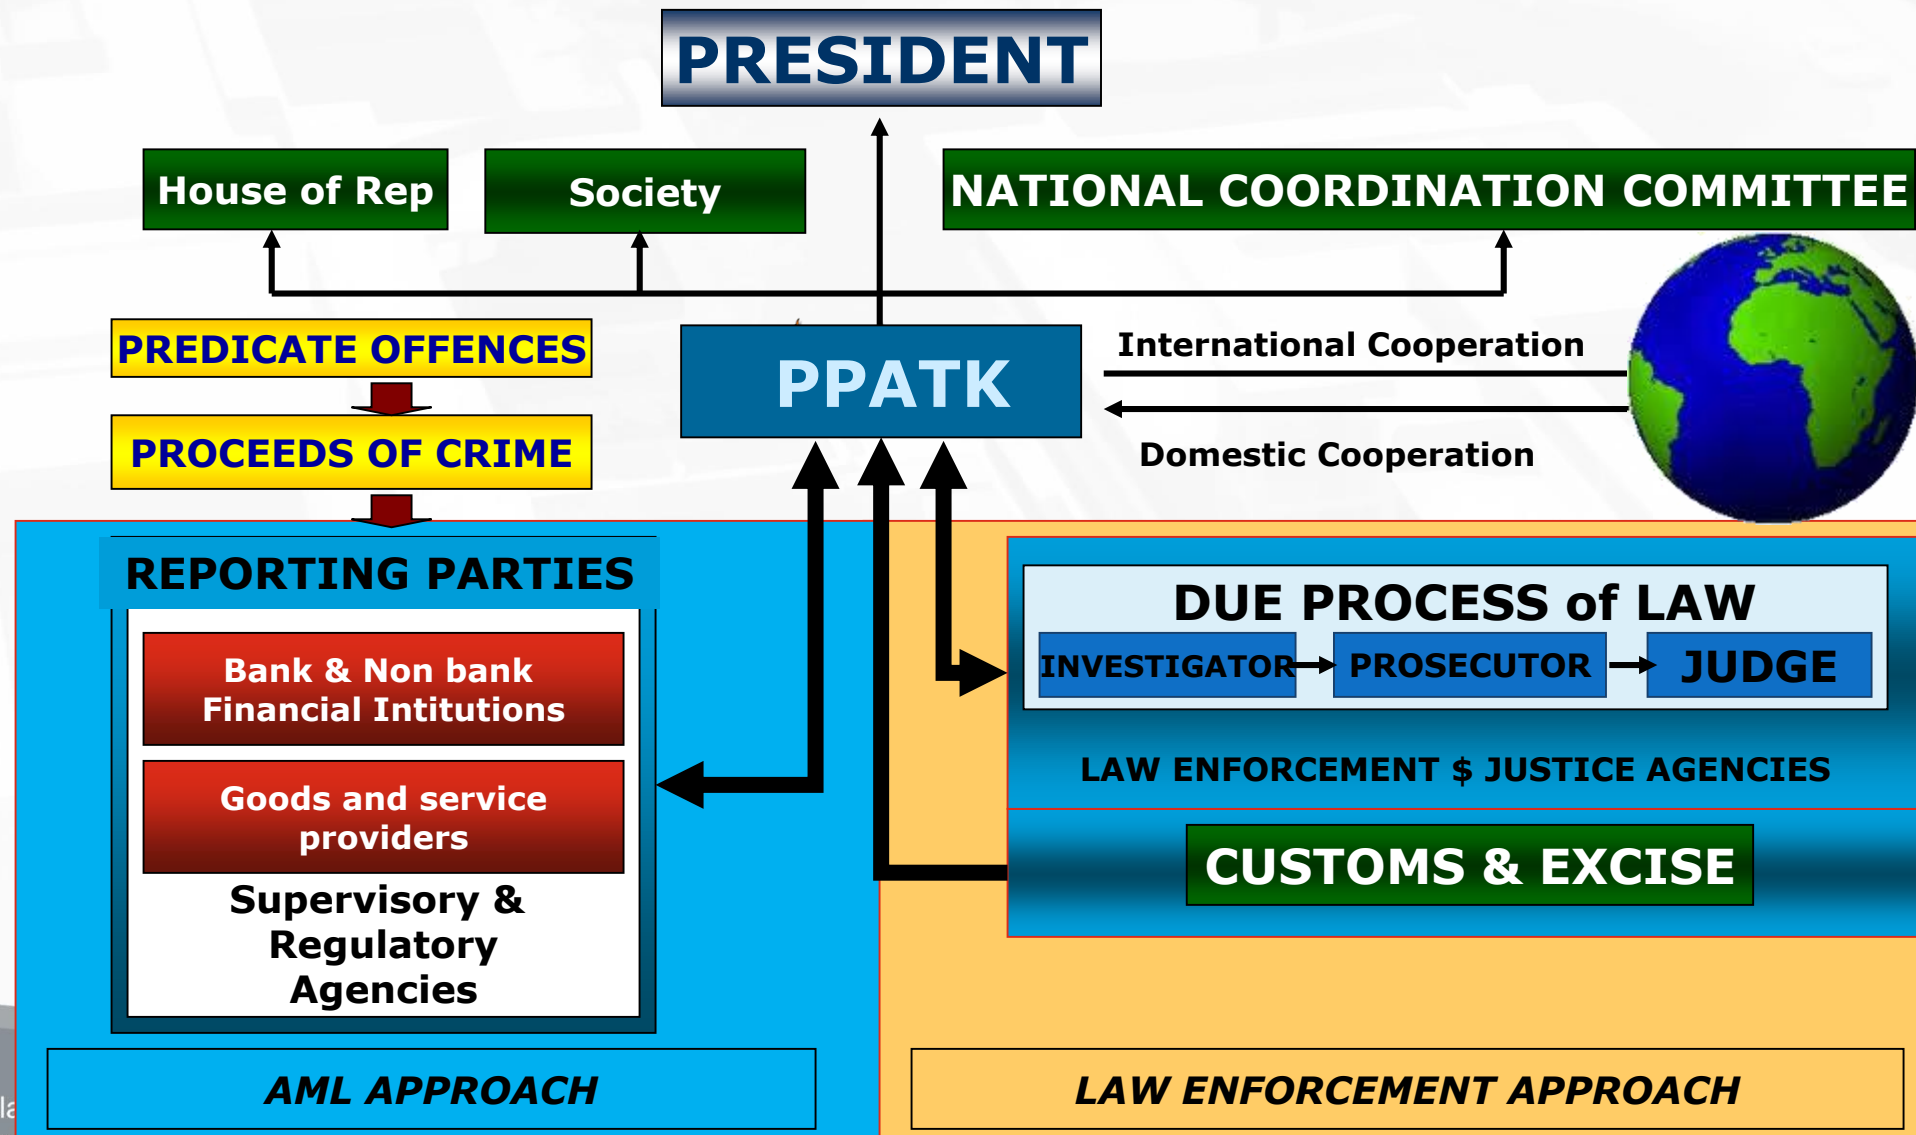 PRESIDENT
House of Rep
Society
NATIONAL COORDINATION COMMITTEE
PREDICATE OFFENCES
PROCEEDS OF CRIME
PPATK
International Cooperation
Domestic Cooperation
REPORTING PARTIES
Bank & Non bank
Financial Intitutions
Goods and service
providers
Supervisory &
Regulatory
Agencies
AML APPROACH
DUE PROCESS of LAW
INVESTIGATOR
PROSECUTOR
JUDGE
LAW ENFORCEMENT $ JUSTICE AGENCIES
CUSTOMS & EXCISE
LAW ENFORCEMENT APPROACH